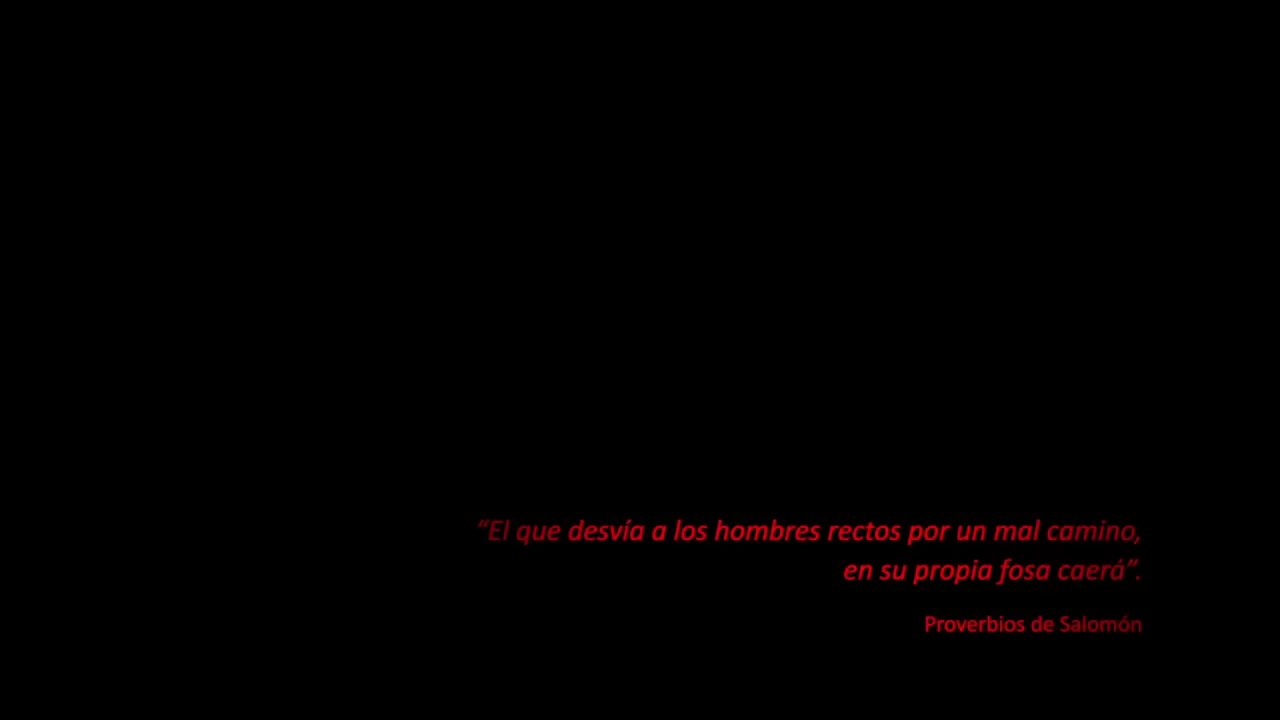 “El que desvía a los hombres rectos por un mal camino,
en su propia fosa caerá”.
Proverbios de Salomón